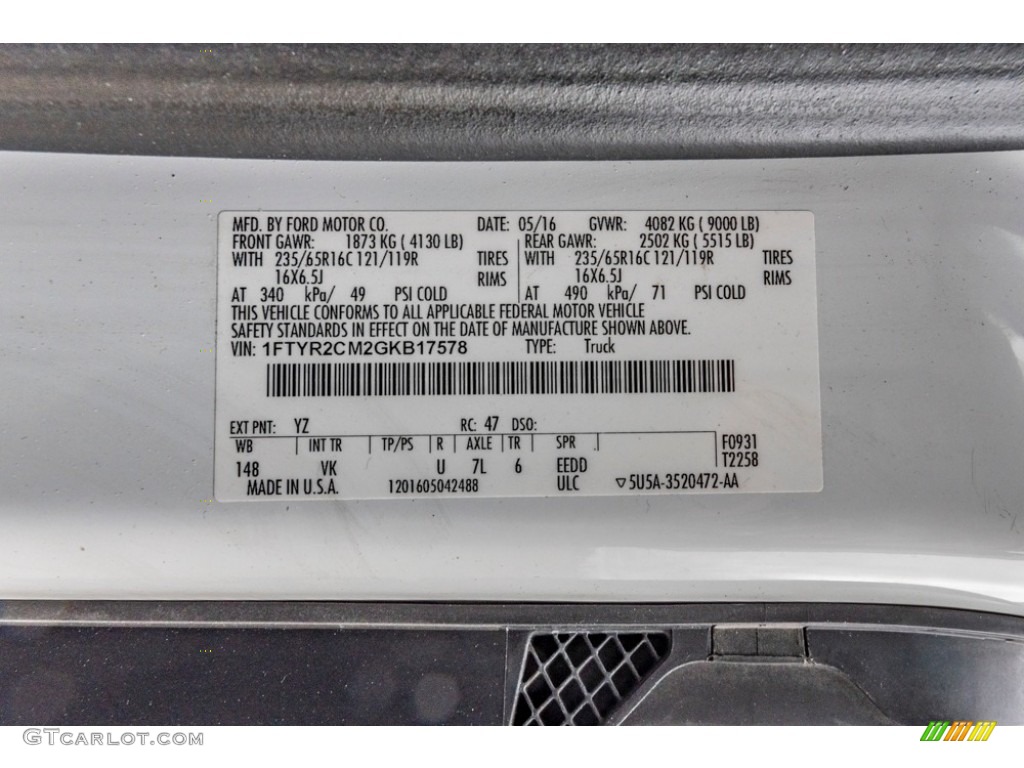 MFD. BY FORD MOTOR CO. DATE: 05/16 GVWR: 4082 KG ( 9000 LB)
FRONT GAWR: 1873 KG ( 4130 LB) REAR GAWR: 2502 KG ( 5515 LB)
WITH 235/65R16C 121/119R TIRES WITH 235/65R16C 121/119R TIRES
16X6.5J RIMS 16X6.5J RIMS
AT 340 kPa/ 49 PSI COLD AT 490 kPa/ 71 PSI COLD
THIS VEHICLE CONFORMS TO ALL APPLICABLE FEDERAL MOTOR VEHICLE
SAFETY STANDARDS IN EFFECT ON THE DATE OF MANUFACTURE SHOWN ABOVE.
VIN: 1FTYR2CM2GKB17578 TYPE: Truck
EXT PNT: YZ RC: 47 DSO:
WB INT TR TP/PS R AXLE TR SPR F0931
148 VK U 7L 6 EEDD T2258
MADE IN U.S.A. 1201605042488 ULC ▽5U5A-3520472-AA
GTCARLOT.COM